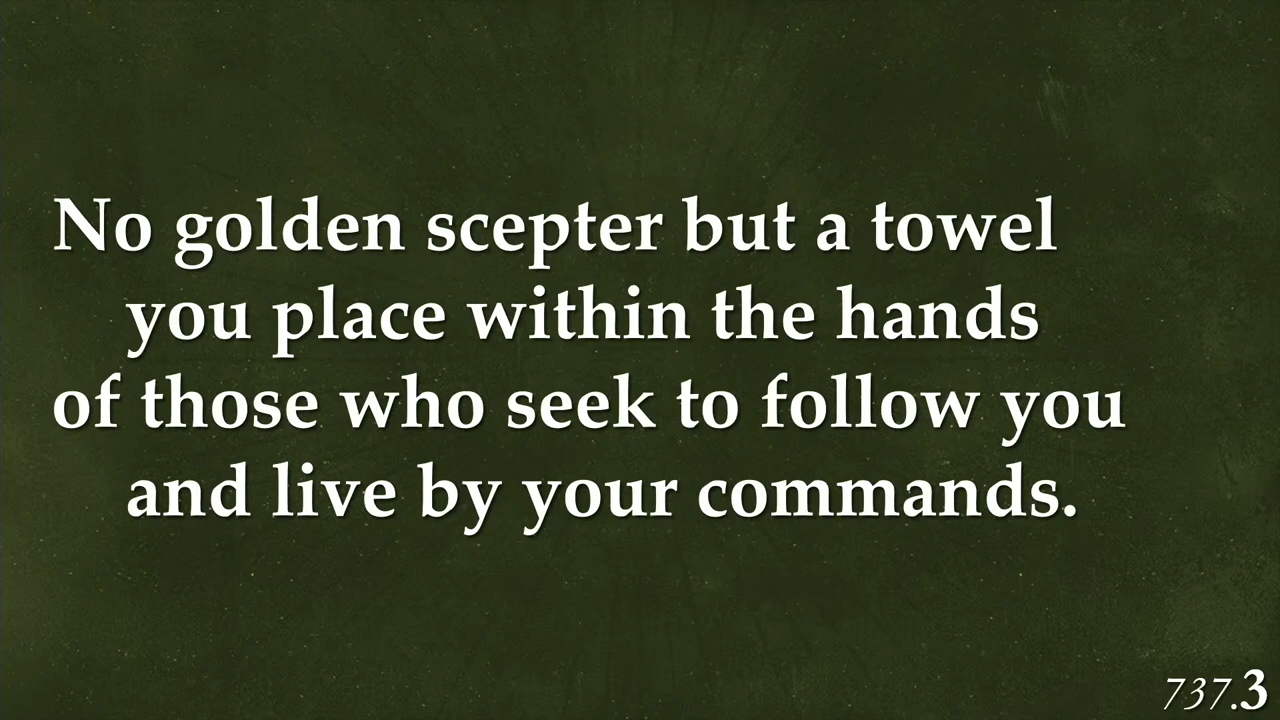 No golden scepter but a towel
you place within the hands
of those who seek to follow you
and live by your commands.
737.3